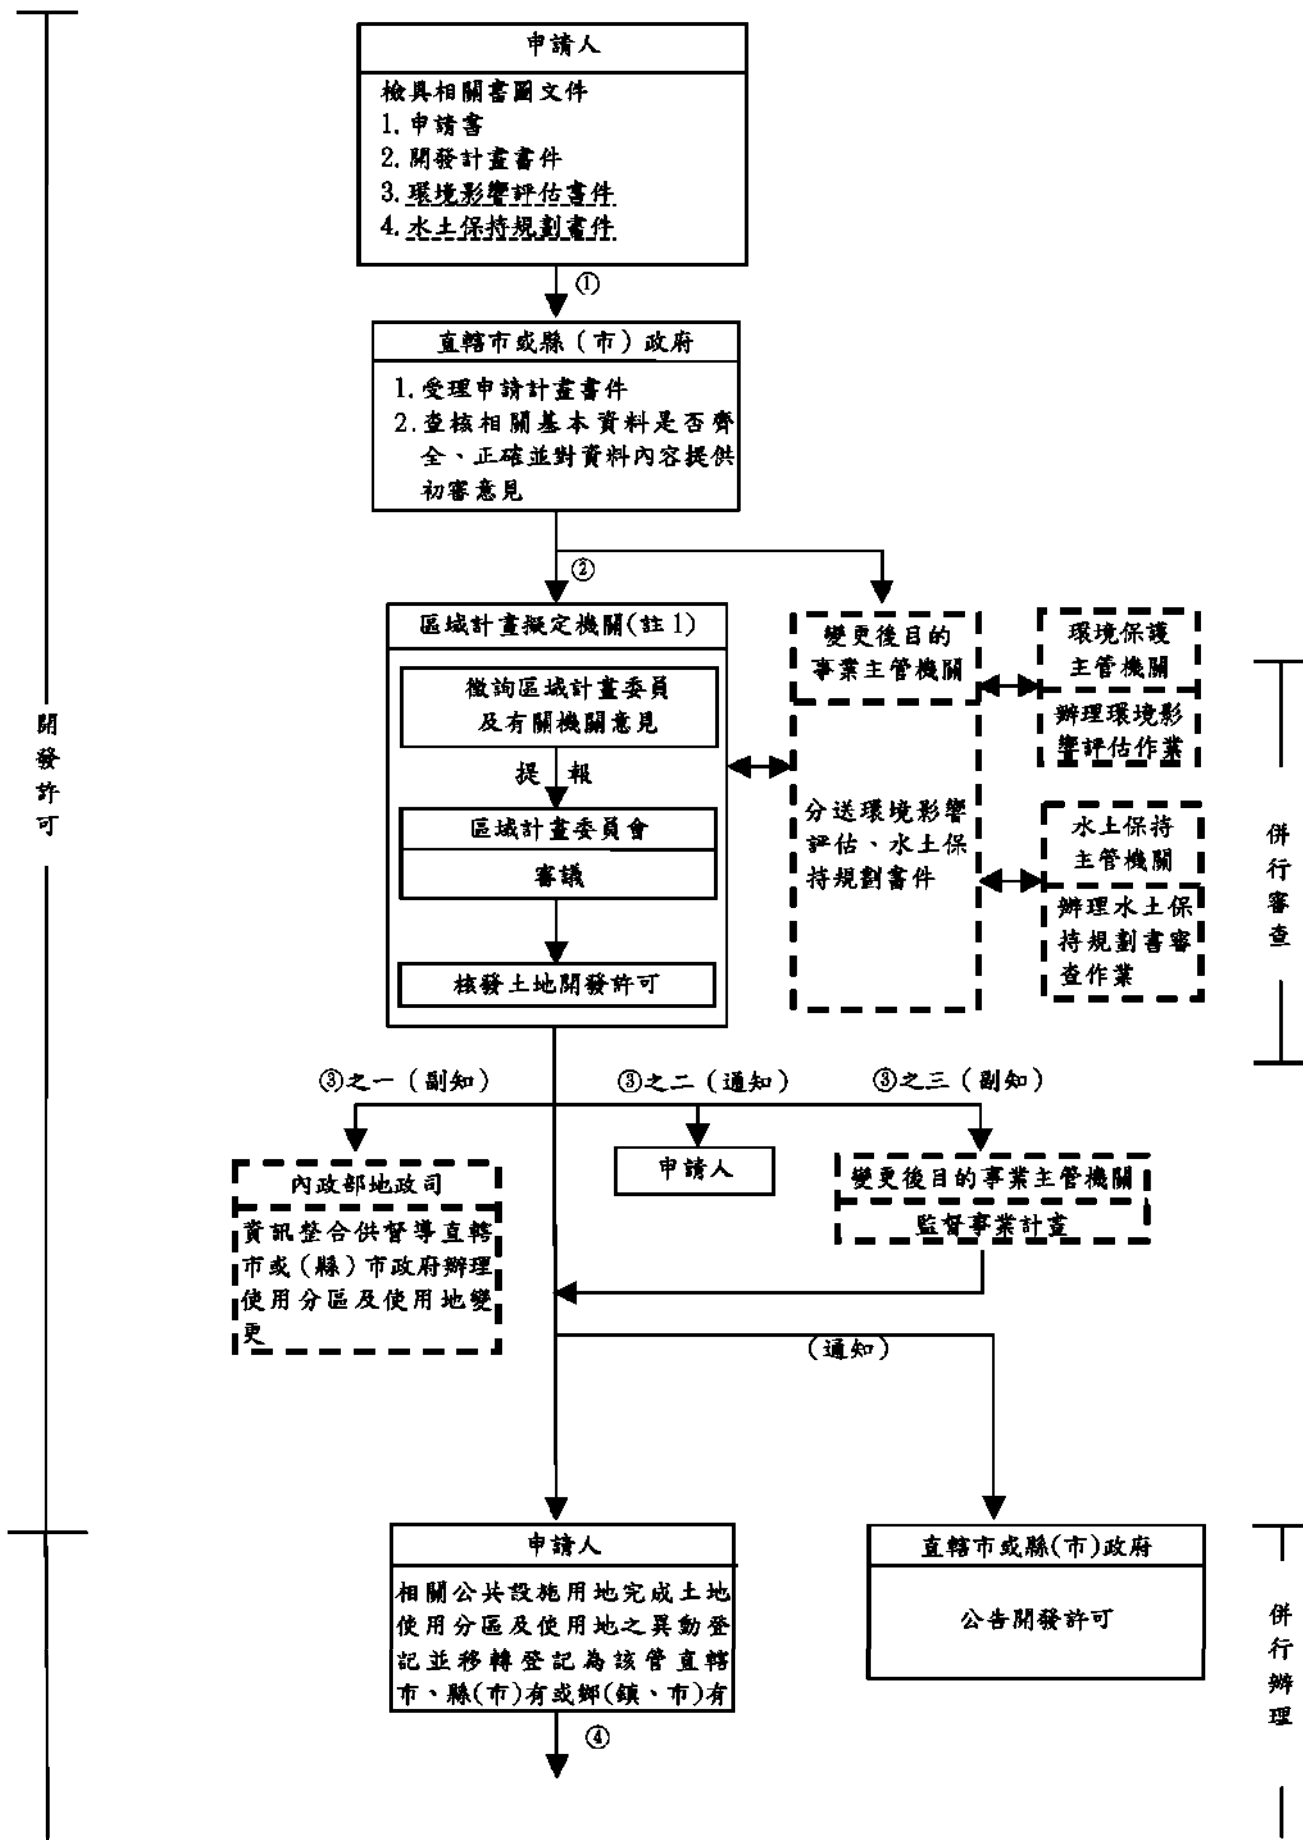 申請人
檢具相關書圖文件
1.申請書
2.開發計畫書件
3.環境影響評估書件
4.水土保持規劃書件
①
直轄市或縣（市）政府
1.受理申請計畫書件
2.查核相關基本資料是否齊
全、正確並對資料內容提供
初審意見
②
區域計畫擬定機關(註1)
徵詢區域計畫委員
及有關機關意見
提報
區域計畫委員會
審議
核發土地開發許可
變更後目的
事業主管機關
分送環境影響
評估、水土保
持規劃書件
環境保護
主管機關
辦理環境影
響評估作業
水土保持
主管機關
辦理水土保
持規劃書審
查作業
開發許可
併行審查
③之一（副知）
③之二（通知）
③之三（副知）
內政部地政司
資訊整合供督導直轄
市或（縣）市政府辦理
使用分區及使用地變
更
申請人
變更後目的事業主管機關
監督事業計畫
（通知）
申請人
相關公共設施用地完成土地
使用分區及使用地之異動登
記並移轉登記為該管直轄
市、縣(市)有或鄉(鎮、市)有
④
直轄市或縣(市)政府
公告開發許可
併行辦理